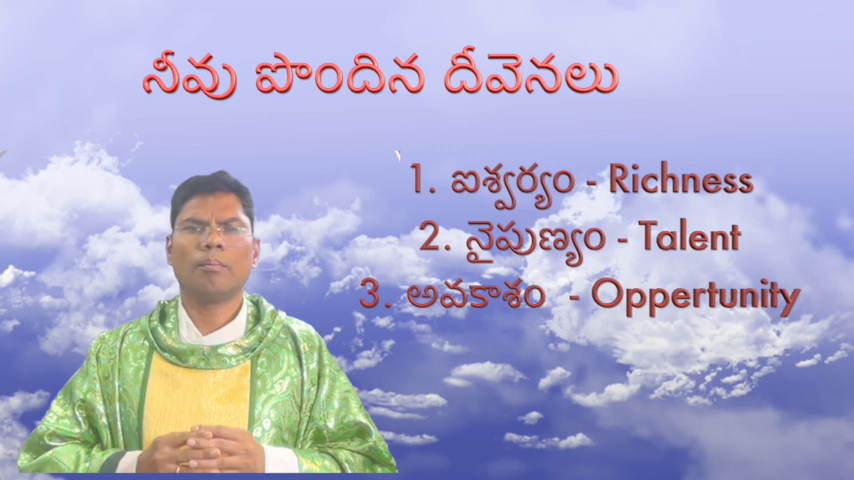 నీవు పొందిన దీవెనలు
1. ఐశ్వర్యం - Richness
2. నైపుణ్యం - Talent
3. అవకాశం - Oppertunity